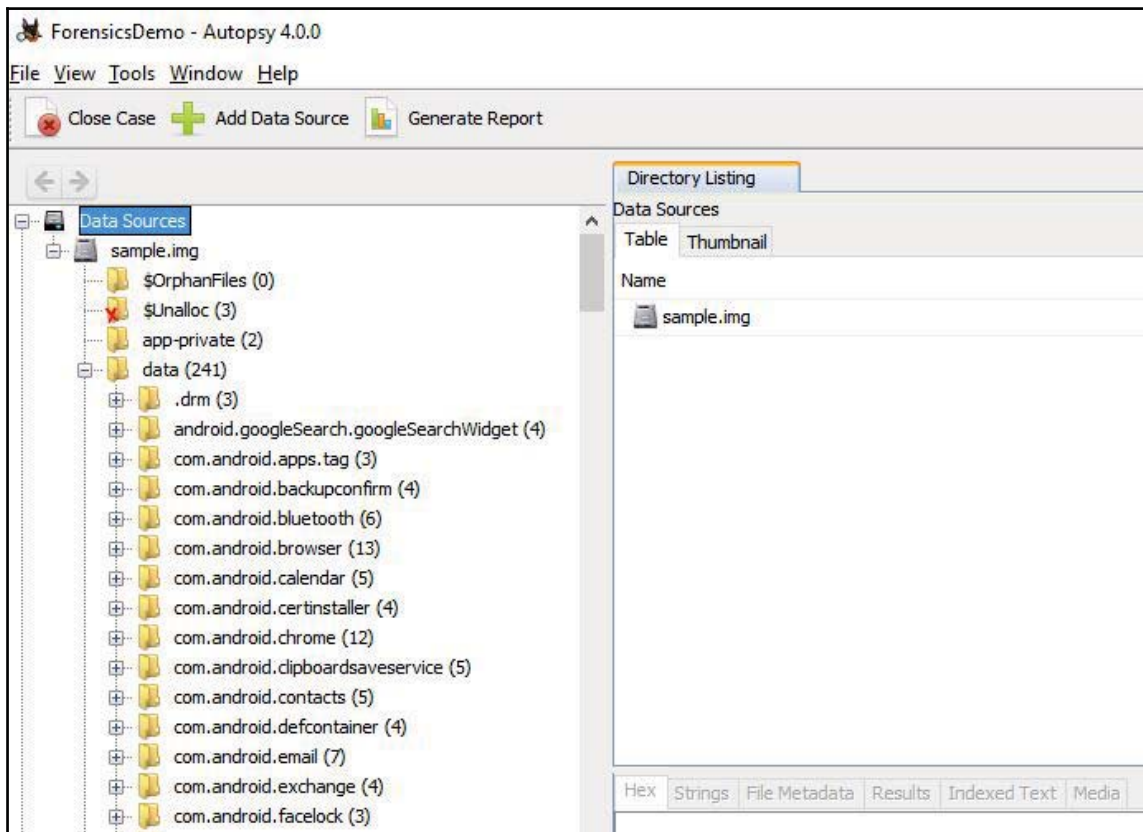 ForensicsDemo - Autopsy 4.0.0
File View Tools Window Help
Close Case Add Data Source Generate Report
Data Sources
sample.img
$OrphanFiles (0)
$Unalloc (3)
app-private (2)
data (241)
.drm (3)
android.googleSearch.googleSearchWidget (4)
com.android.apps.tag (3)
com.android.backupconfirm (4)
com.android.bluetooth (6)
com.android.browser (13)
com.android.calendar (5)
com.android.certinstaller (4)
com.android.chrome (12)
com.android.clipboardsaveservice (5)
com.android.contacts (5)
com.android.defcontainer (4)
com.android.email (7)
com.android.exchange (4)
com.android.facelock (3)
Directory Listing
Data Sources
Table Thumbnail
Name
sample.img
Hex Strings File Metadata Results Indexed Text Media